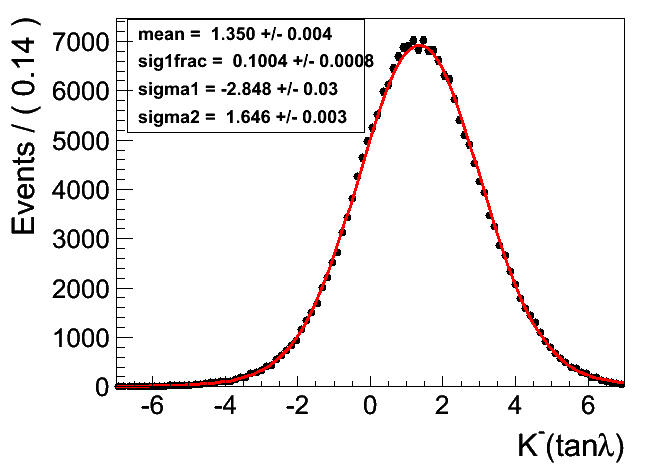 mean = 1.350 +/- 0.004
sig1frac = 0.1004 +/- 0.0008
sigma1 = -2.848 +/- 0.03
sigma2 = 1.646 +/- 0.003
Events / ( 0.14 )
7000
6000
5000
4000
3000
2000
1000
0
-6 -4 -2 0 2 4 6
K⁻(tanλ)